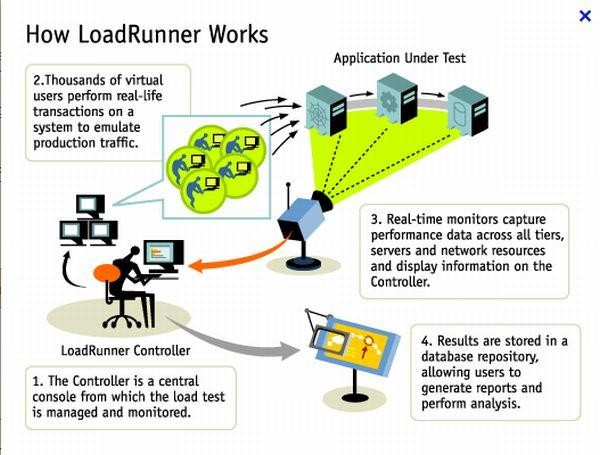 How LoadRunner Works
Application Under Test
2.Thousands of virtual
users perform real-life
transactions on a
system to emulate
production traffic.
3. Real-time monitors capture
performance data across all tiers,
servers and network resources
and display information on the
Controller.
LoadRunner Controller
1. The Controller is a central
console from which the load test
is managed and monitored.
4. Results are stored in a
database repository,
allowing users to
generate reports and
perform analysis.